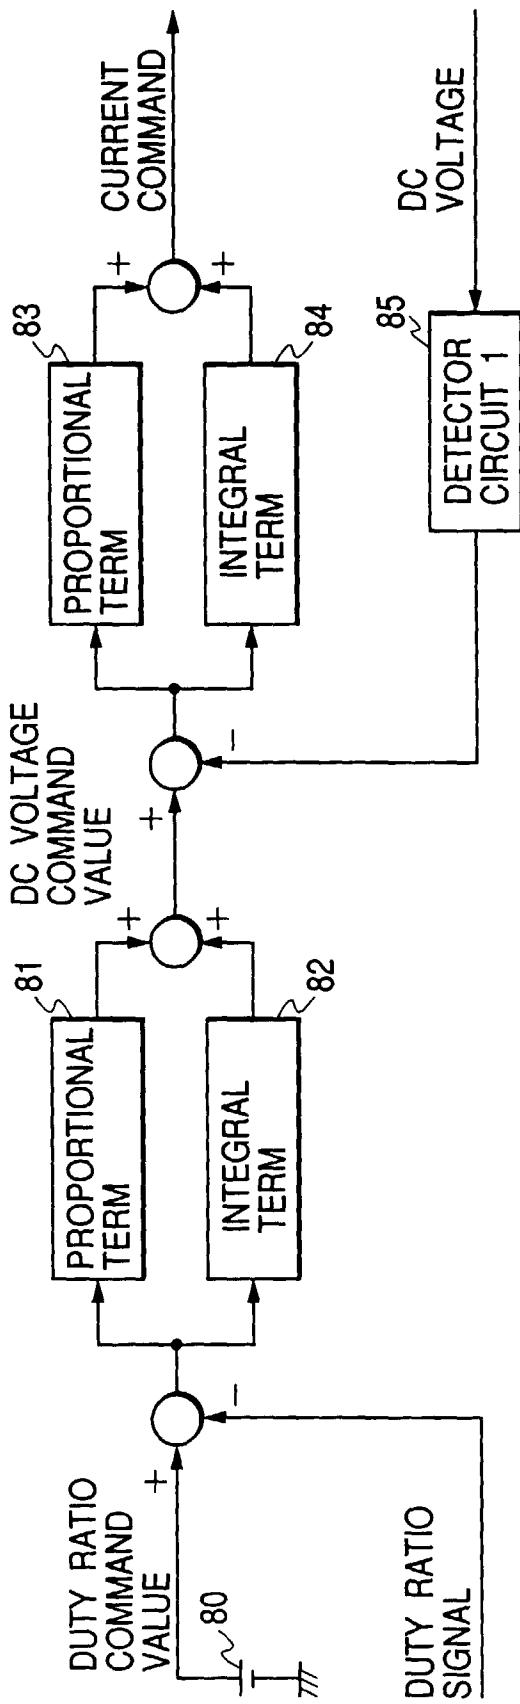 DUTY RATIO
COMMAND
VALUE
80
+
−
DUTY RATIO
SIGNAL
PROPORTIONAL
TERM
81
INTEGRAL
TERM
82
+
+
DC VOLTAGE
COMMAND
VALUE
+
−
PROPORTIONAL
TERM
83
INTEGRAL
TERM
84
+
+
CURRENT
COMMAND
DETECTOR
CIRCUIT 1
85
DC
VOLTAGE